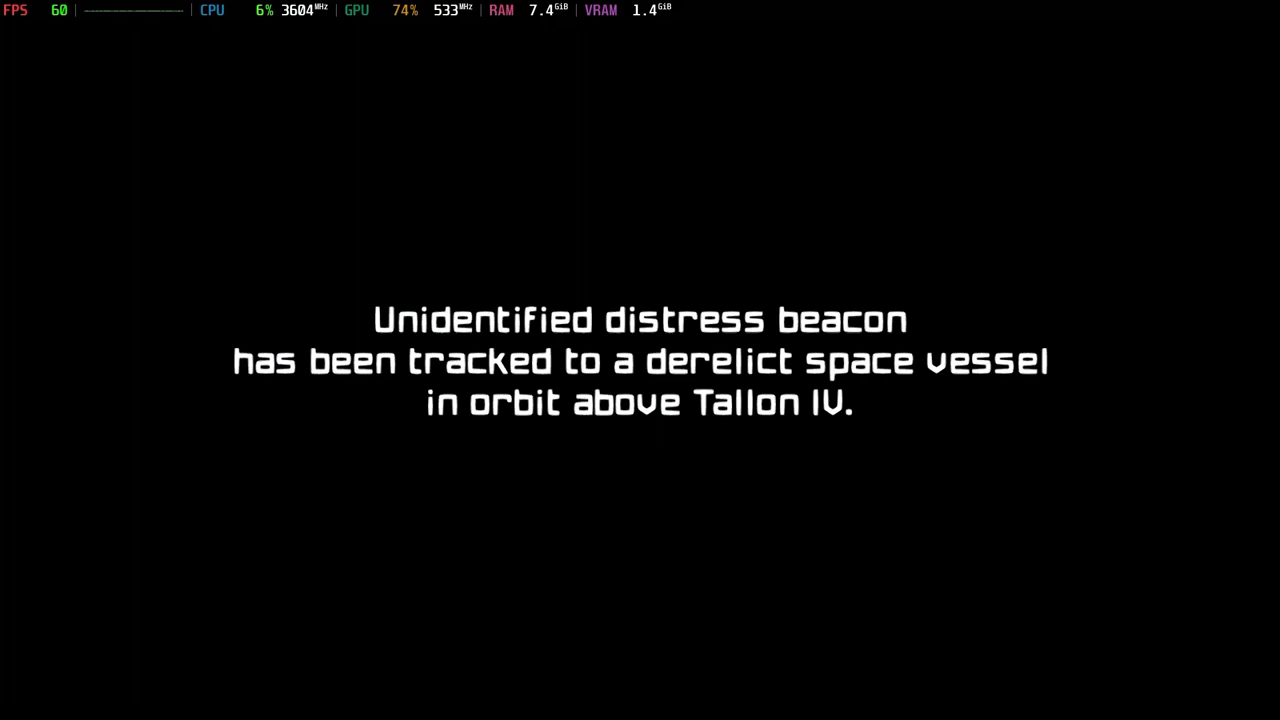 FPS 60 | CPU 6% 3604MHz | GPU 74% 533MHz | RAM 7.4GiB | VRAM 1.4GiB
Unidentified distress beacon
has been tracked to a derelict space vessel
in orbit above Tallon IV.